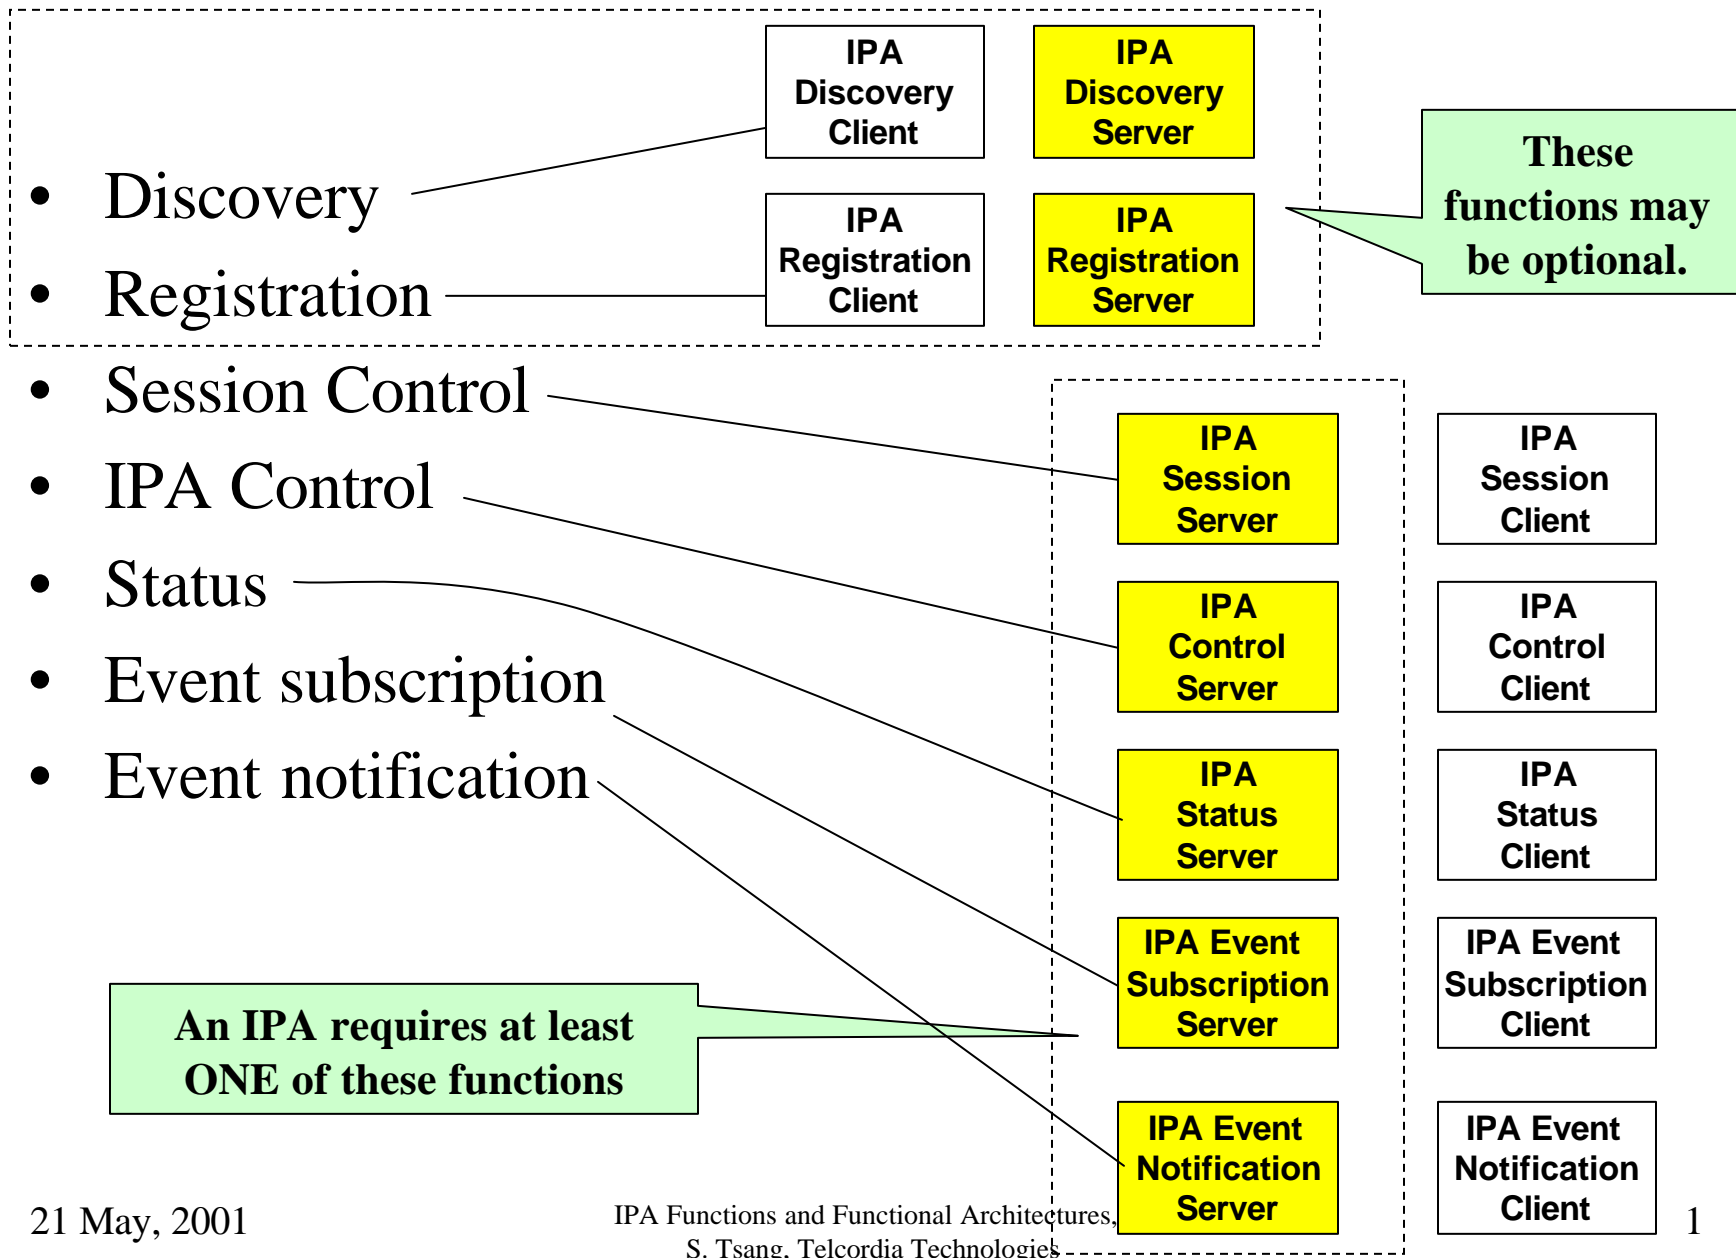 IPA
Discovery
Client
IPA
Discovery
Server
These
functions may
be optional.
• Discovery
IPA
Registration
Client
IPA
Registration
Server
• Registration
• Session Control
IPA
Session
Server
IPA
Session
Client
• IPA Control
IPA
Control
Server
IPA
Control
Client
• Status
• Event subscription
• Event notification
IPA
Status
Server
IPA
Status
Client
IPA Event
Subscription
Server
IPA Event
Subscription
Client
An IPA requires at least
ONE of these functions
IPA Event
Notification
Server
IPA Event
Notification
Client
21 May, 2001
IPA Functions and Functional Architectures,
S. Tsang, Telcordia Technologies
1